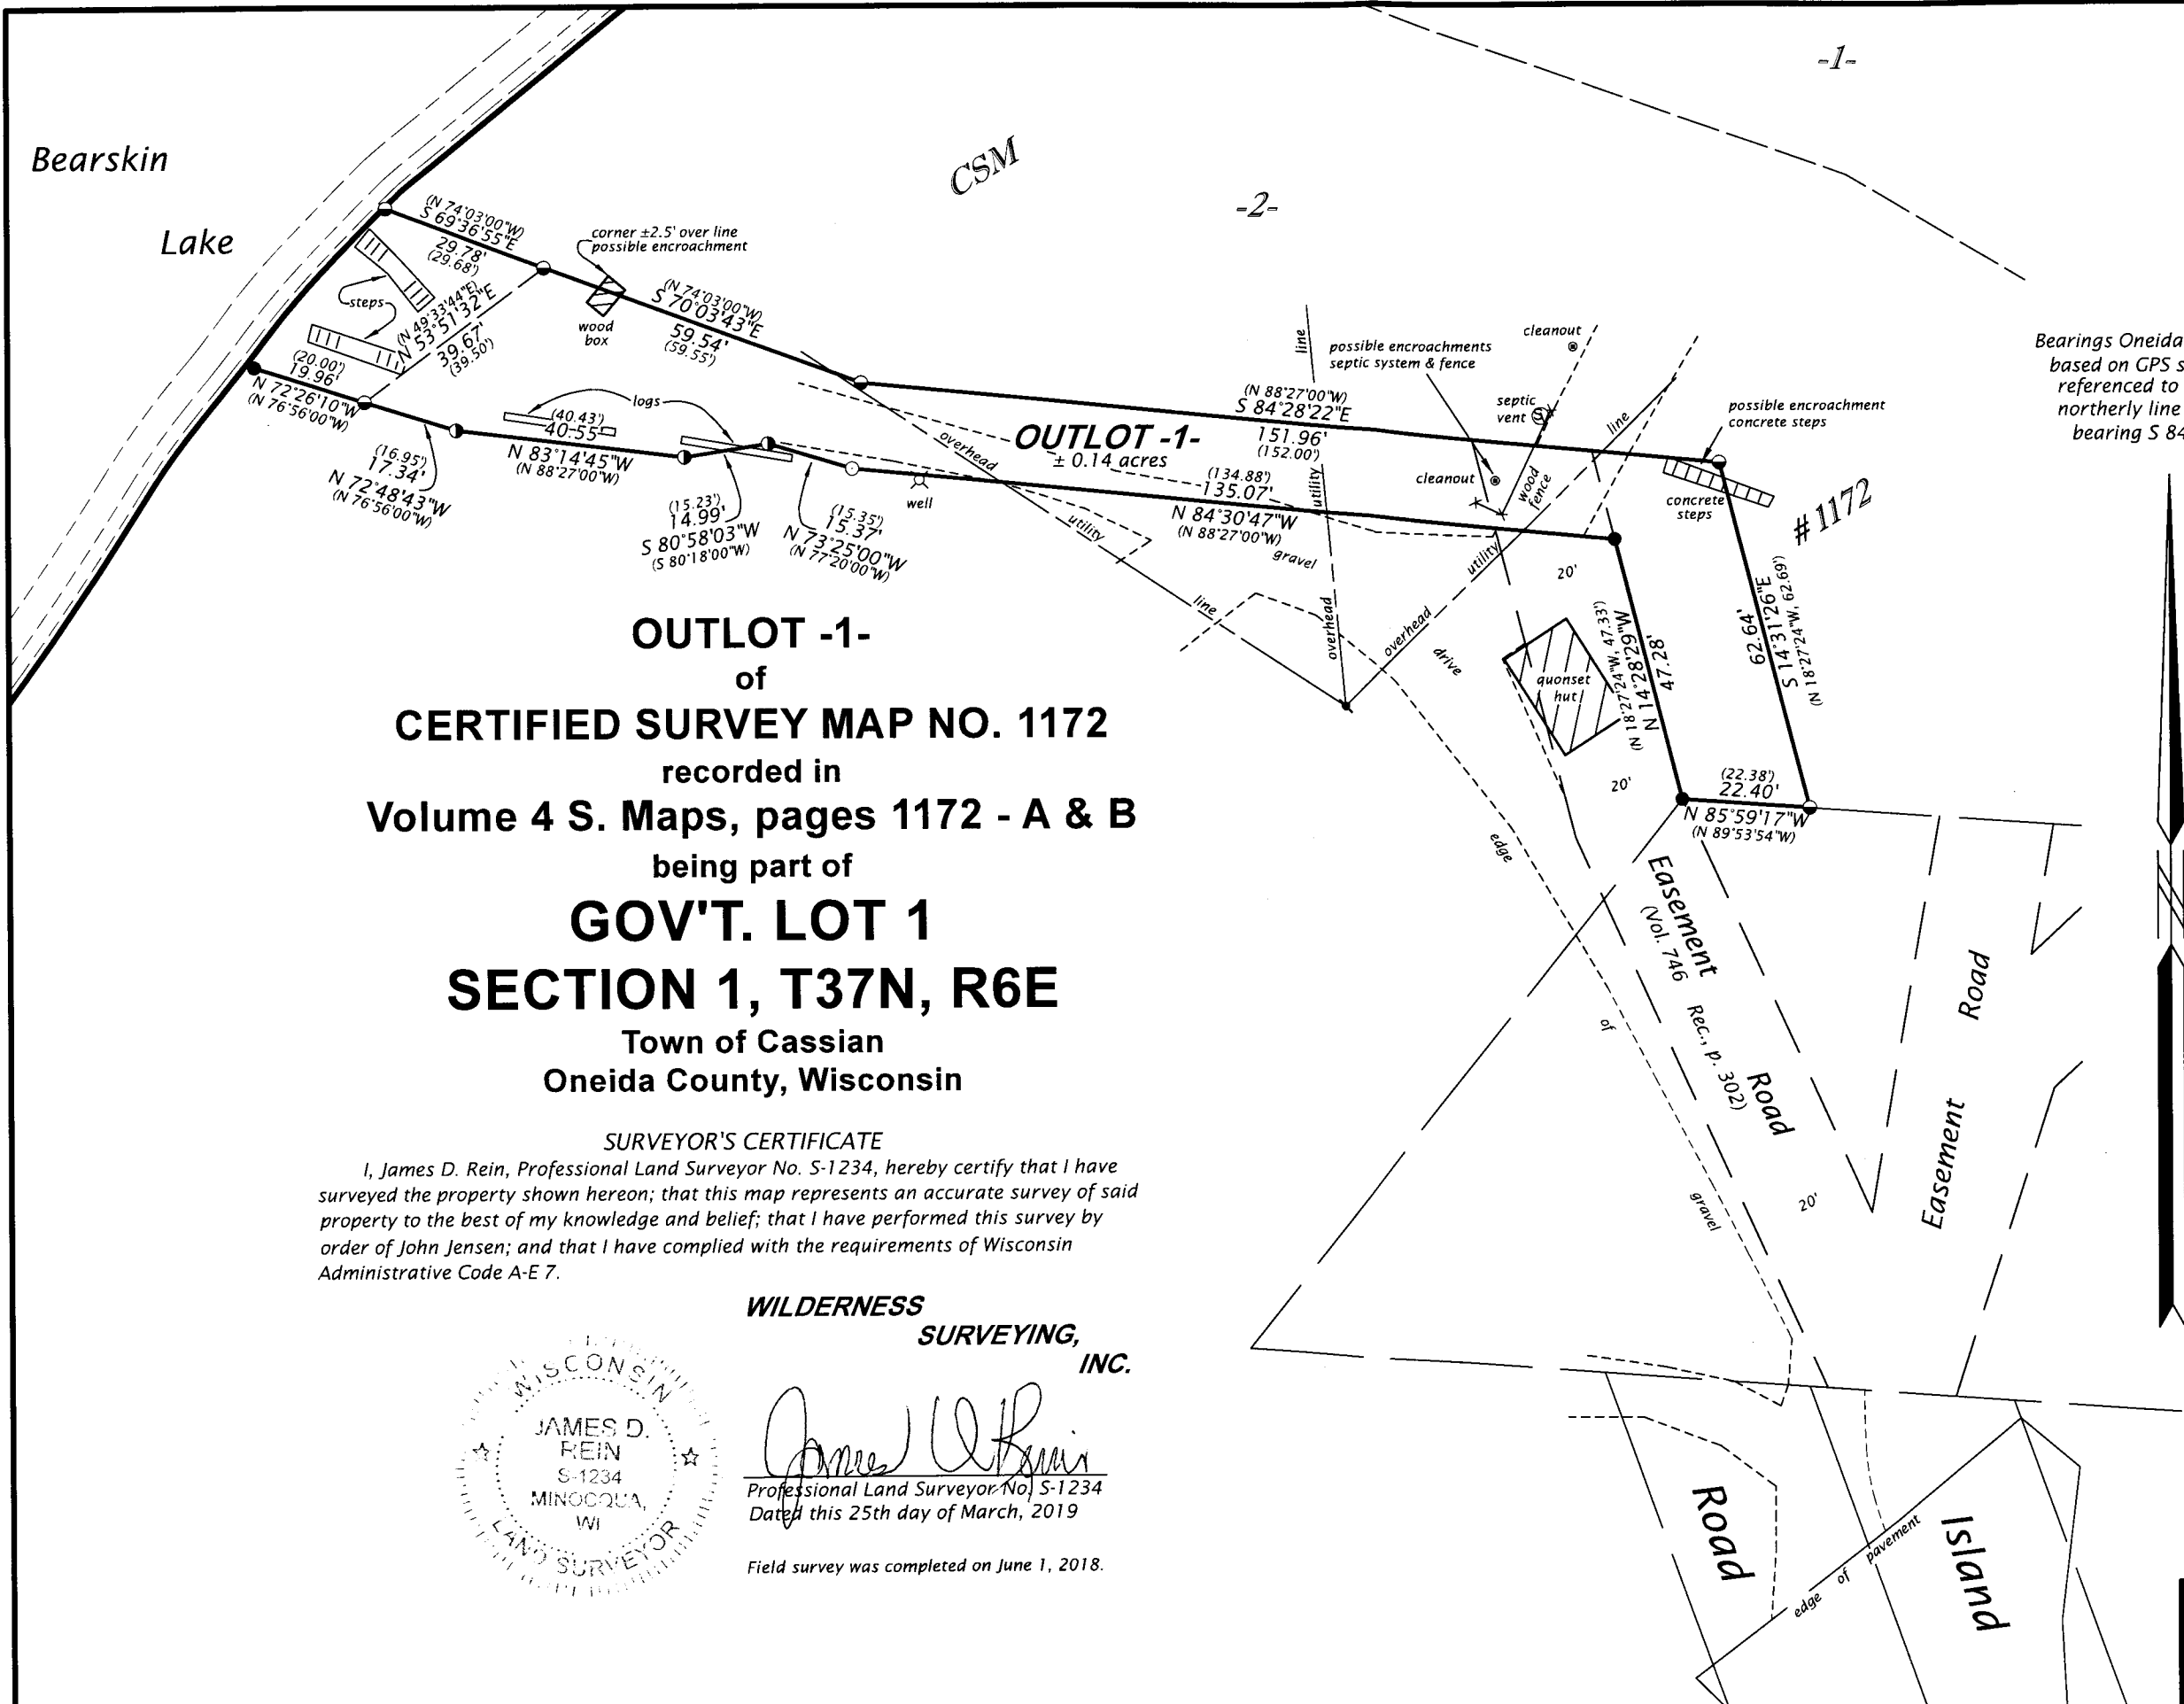 -1-
Bearskin
Lake
CSM
-2-
(N 74°03'00"W)
S 69°36'55"E
29.78'
(29.68')
corner ±2.5' over line
possible encroachment
wood
box
steps
(N 49°33'44"E)
N 53°51'32"E
39.67'
(39.50')
(N 74°03'00"W)
S 70°03'43"E
59.54'
(59.55')
(20.00')
19.96'
N 72°26'10"W
(N 76°56'00"W)
(16.95')
17.34'
N 72°48'43"W
(N 76°56'00"W)
logs
(40.43')
40.55'
N 83°14'45"W
(N 88°27'00"W)
(15.23')
14.99'
S 80°58'03"W
(S 80°18'00"W)
(15.35')
15.37'
N 73°25'00"W
(N 77°20'00"W)
well
overhead
utility
line
OUTLOT -1-
± 0.14 acres
(N 88°27'00"W)
S 84°28'22"E
151.96'
(152.00')
(134.88')
135.07'
N 84°30'47"W
(N 88°27'00"W)
line
utility
overhead
possible encroachments
septic system & fence
cleanout
septic
vent
S
cleanout
wood
fence
line
utility
overhead
possible encroachment
concrete steps
concrete
steps
#1172
Bearings Oneida
based on GPS s
referenced to
northerly line
bearing S 84
gravel
drive
edge
of
gravel
20'
quonset
hut
20'
(N 18°27'24"W, 47.33')
N 14°28'29"W
47.28'
62.64'
S 14°31'26"E
(N 18°27'24"W, 62.69')
(22.38')
22.40'
N 85°59'17"W
(N 89°53'54"W)
Easement
Road
(Vol. 746 Rec., p. 302)
20'
Easement Road
Road
edge of pavement
Island
OUTLOT -1-
of
CERTIFIED SURVEY MAP NO. 1172
recorded in
Volume 4 S. Maps, pages 1172 - A & B
being part of
GOV'T. LOT 1
SECTION 1, T37N, R6E
Town of Cassian
Oneida County, Wisconsin
SURVEYOR'S CERTIFICATE
I, James D. Rein, Professional Land Surveyor No. S-1234, hereby certify that I have
surveyed the property shown hereon; that this map represents an accurate survey of said
property to the best of my knowledge and belief; that I have performed this survey by
order of John Jensen; and that I have complied with the requirements of Wisconsin
Administrative Code A-E 7.
WILDERNESS
SURVEYING,
INC.
WISCONSIN
JAMES D.
REIN
S-1234
MINOCQUA,
WI
LAND SURVEYOR
James D Rein
Professional Land Surveyor No. S-1234
Dated this 25th day of March, 2019
Field survey was completed on June 1, 2018.